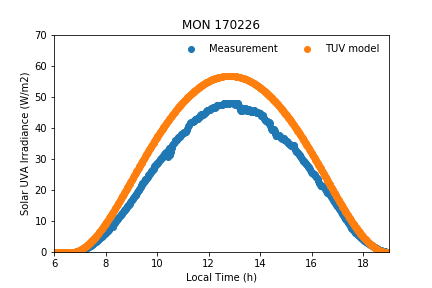 MON 170226
Measurement TUV model
Solar UVA Irradiance (W/m2)
70
60
50
40
30
20
10
0
6 8 10 12 14 16 18
Local Time (h)